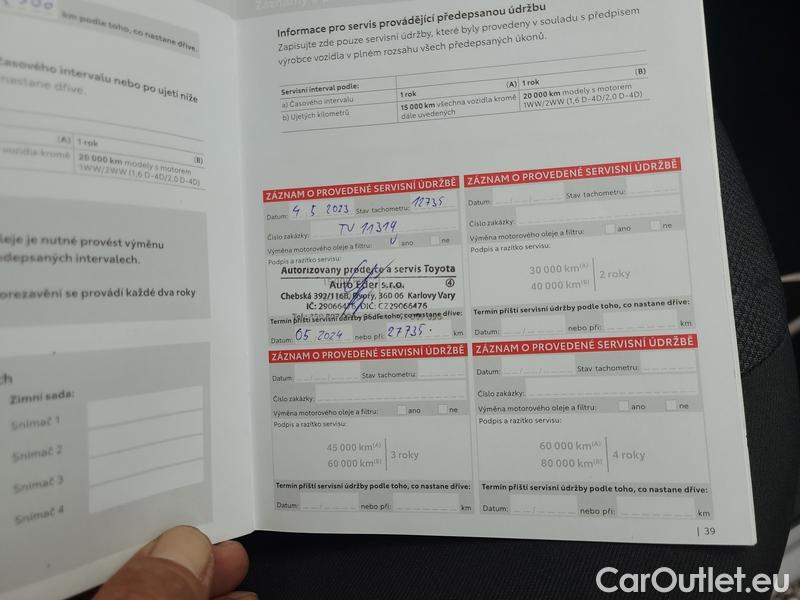 km podle toho, co nastane dříve.
časového intervalu nebo po ujetí níže
nastane dříve.
(A) 1 rok (B)
vozidla kromě 20 000 km modely s motorem
1WW/2WW (1,6 D-4D/2,0 D-4D)
leje je nutné provést výměnu
edepsaných intervalech.
orezavění se provádí každé dva roky
ch
Zimní sada:
Snímač 1
Snímač 2
Snímač 3
Snímač 4
Informace pro servis provádějící předepsanou údržbu
Zapisujte zde pouze servisní údržby, které byly provedeny v souladu s předpisem
výrobce vozidla v plném rozsahu všech předepsaných úkonů.
Servisní interval podle: (A) (B)
a) Časového intervalu 1 rok 1 rok
b) Ujetých kilometrů 15 000 km všechna vozidla kromě 20 000 km modely s motorem
dále uvedených 1WW/2WW (1,6 D-4D/2,0 D-4D)
ZÁZNAM O PROVEDENÉ SERVISNÍ ÚDRŽBĚ
Datum: 4 5 2023 Stav tachometru: 12735
Číslo zakázky: TU 11314
Výměna motorového oleje a filtru: ano ne
Podpis a razítko servisu:
Autorizovaný prodejce a servis Toyota
Auto Eder s.r.o. 4
Chebská 392/116B, Dvory, 360 06 Karlovy Vary
IČ: 29066476, DIČ: CZ29066476
Termín příští servisní údržby podle toho, co nastane dříve:
Datum: 05 2024 nebo při: 27735 km
ZÁZNAM O PROVEDENÉ SERVISNÍ ÚDRŽBĚ
Datum: Stav tachometru:
Číslo zakázky:
Výměna motorového oleje a filtru: ano ne
Podpis a razítko servisu:
30 000 km(A)
40 000 km(B)
2 roky
Termín příští servisní údržby podle toho, co nastane dříve:
Datum: nebo při: km
ZÁZNAM O PROVEDENÉ SERVISNÍ ÚDRŽBĚ
Datum: Stav tachometru:
Číslo zakázky:
Výměna motorového oleje a filtru: ano ne
Podpis a razítko servisu:
45 000 km(A)
60 000 km(B)
3 roky
Termín příští servisní údržby podle toho, co nastane dříve:
Datum: nebo při: km
ZÁZNAM O PROVEDENÉ SERVISNÍ ÚDRŽBĚ
Datum: Stav tachometru:
Číslo zakázky:
Výměna motorového oleje a filtru: ano ne
Podpis a razítko servisu:
60 000 km(A)
80 000 km(B)
4 roky
Termín příští servisní údržby podle toho, co nastane dříve:
Datum: nebo při: km
39
CarOutlet.eu